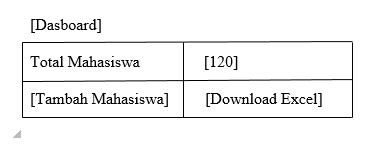 [Dasboard]
Total Mahasiswa [120]
[Tambah Mahasiswa] [Download Excel]